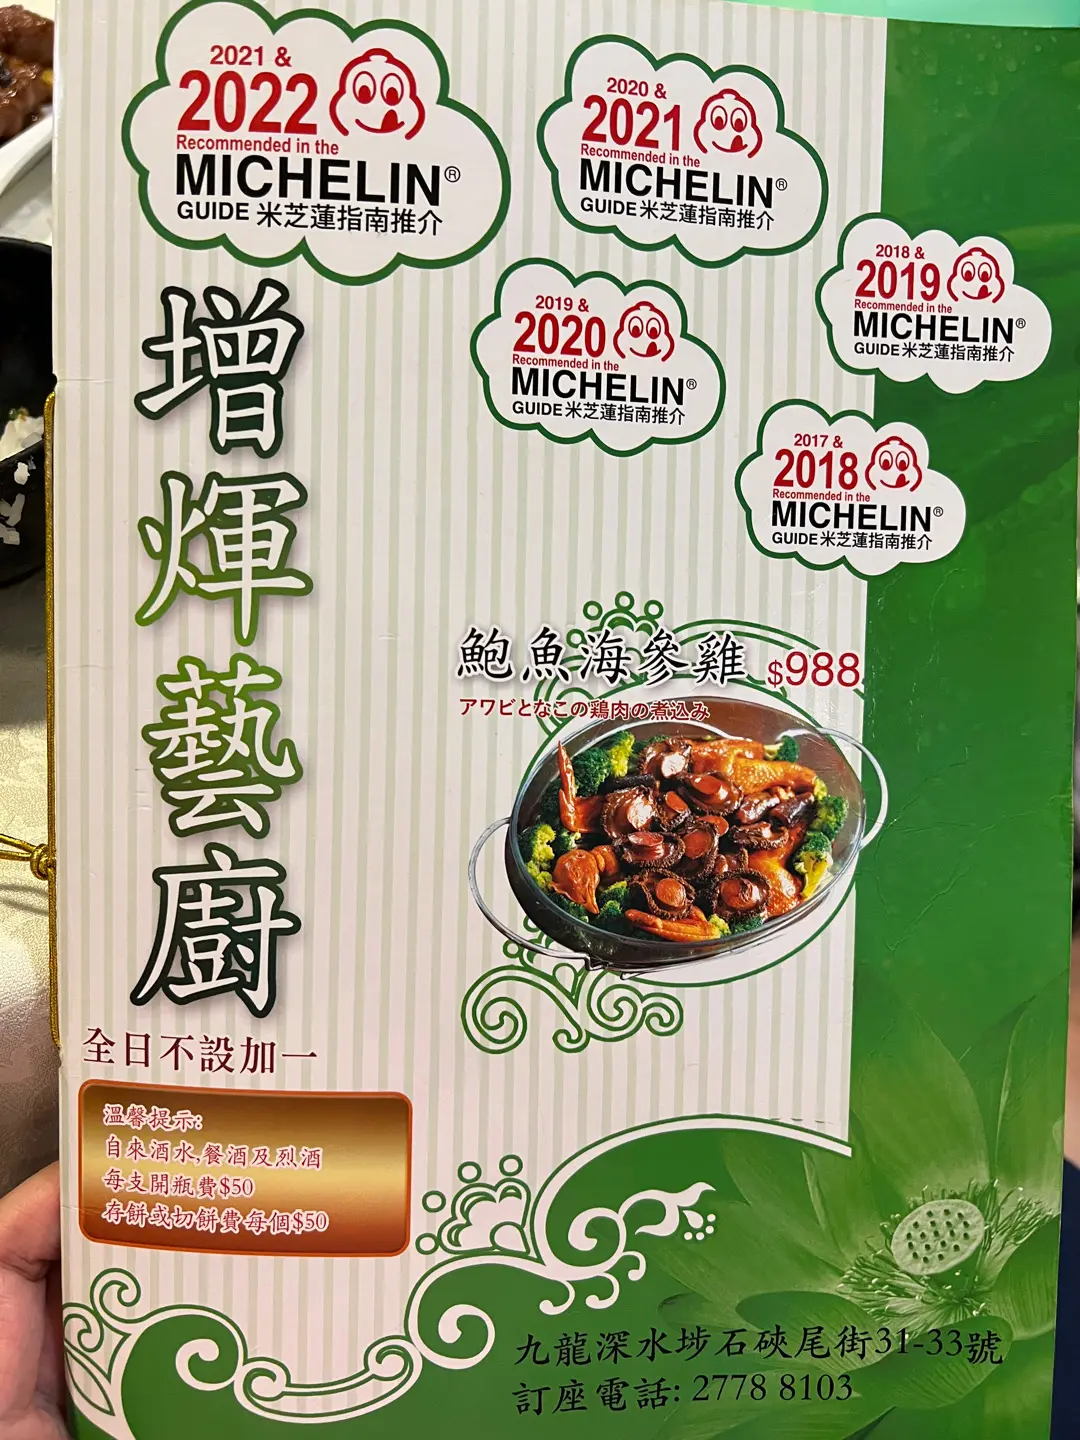 2021 &
2022
Recommended in the
MICHELIN®
GUIDE 米芝蓮指南推介
2020 &
2021
Recommended in the
MICHELIN®
GUIDE 米芝蓮指南推介
2018 &
2019
Recommended in the
MICHELIN®
GUIDE 米芝蓮指南推介
2019 &
2020
Recommended in the
MICHELIN®
GUIDE 米芝蓮指南推介
2017 &
2018
Recommended in the
MICHELIN®
GUIDE 米芝蓮指南推介
增輝藝廚
鮑魚海參雞 $988
アワビとなこの鶏肉の煮込み
全日不設加一
溫馨提示:
自來酒水,餐酒及烈酒
每支開瓶費$50
存餅或切餅費每個$50
九龍深水埗石硤尾街31-33號
訂座電話: 2778 8103